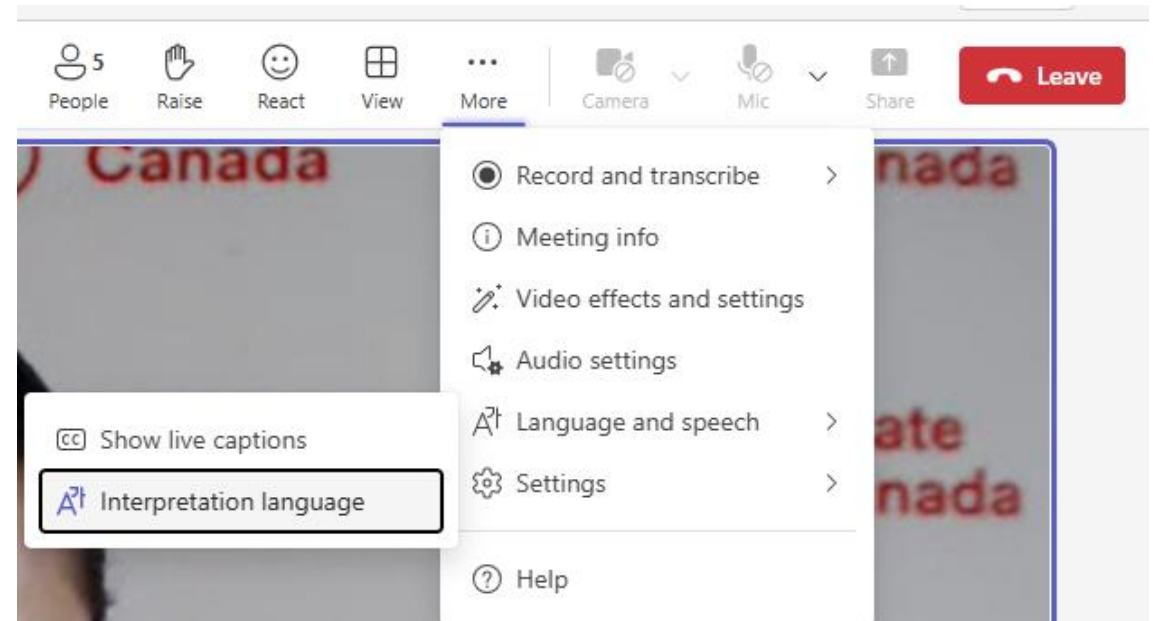 5
People Raise React View More Camera Mic Share Leave
Canada
nada
Record and transcribe
Meeting info
Video effects and settings
Audio settings
Language and speech
ate
CC Show live captions
Settings
nada
Interpretation language
Help